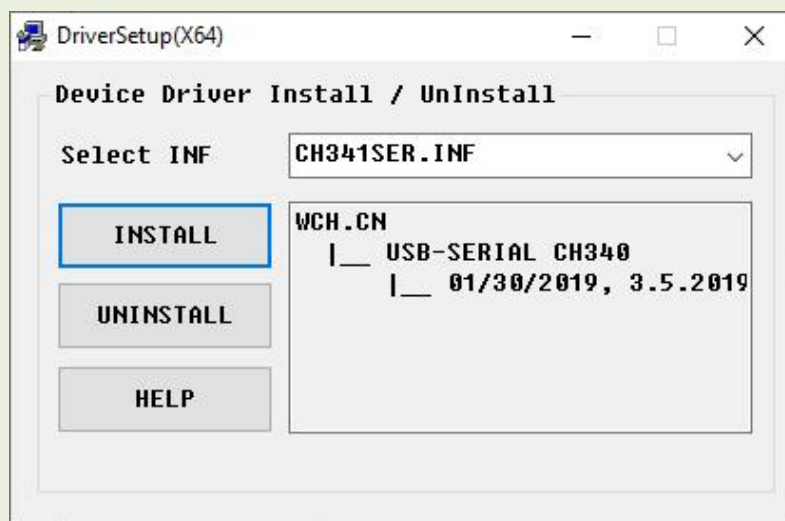 DriverSetup(X64)
Device Driver Install / UnInstall
Select INF CH341SER.INF
INSTALL
UNINSTALL
HELP
WCH.CN
|__ USB-SERIAL CH340
|__ 01/30/2019, 3.5.2019